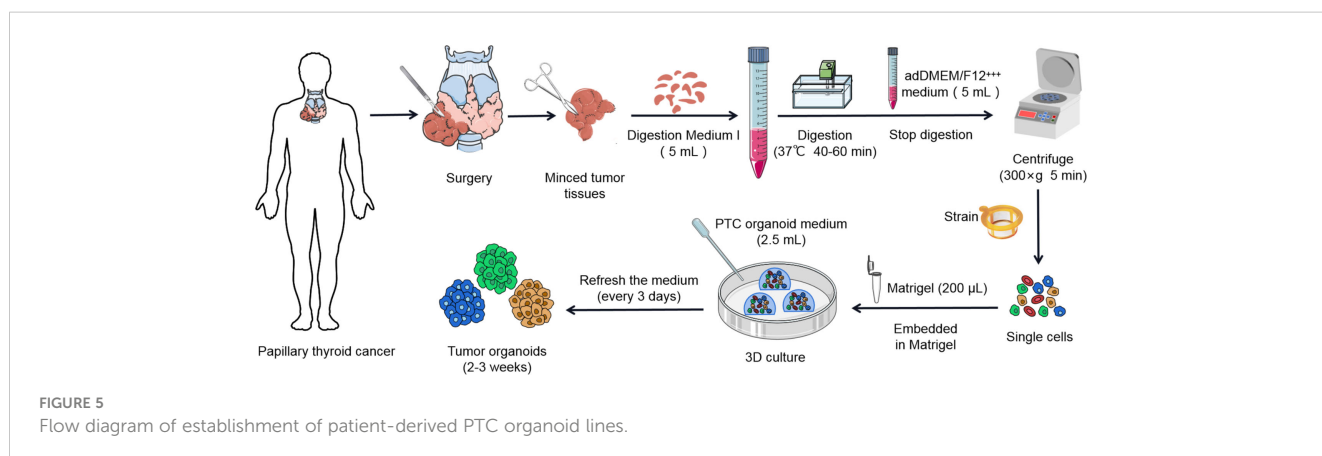 Papillary thyroid cancer
Surgery
Minced tumor
tissues
Digestion Medium I
( 5 mL )
Digestion
(37℃ 40-60 min)
adDMEM/F12+++
medium ( 5 mL )
Stop digestion
Centrifuge
(300×g 5 min)
Strain
Single cells
Matrigel (200 μL)
Embedded
in Matrigel
PTC organoid medium
(2.5 mL)
3D culture
Refresh the medium
(every 3 days)
Tumor organoids
(2-3 weeks)
FIGURE 5
Flow diagram of establishment of patient-derived PTC organoid lines.